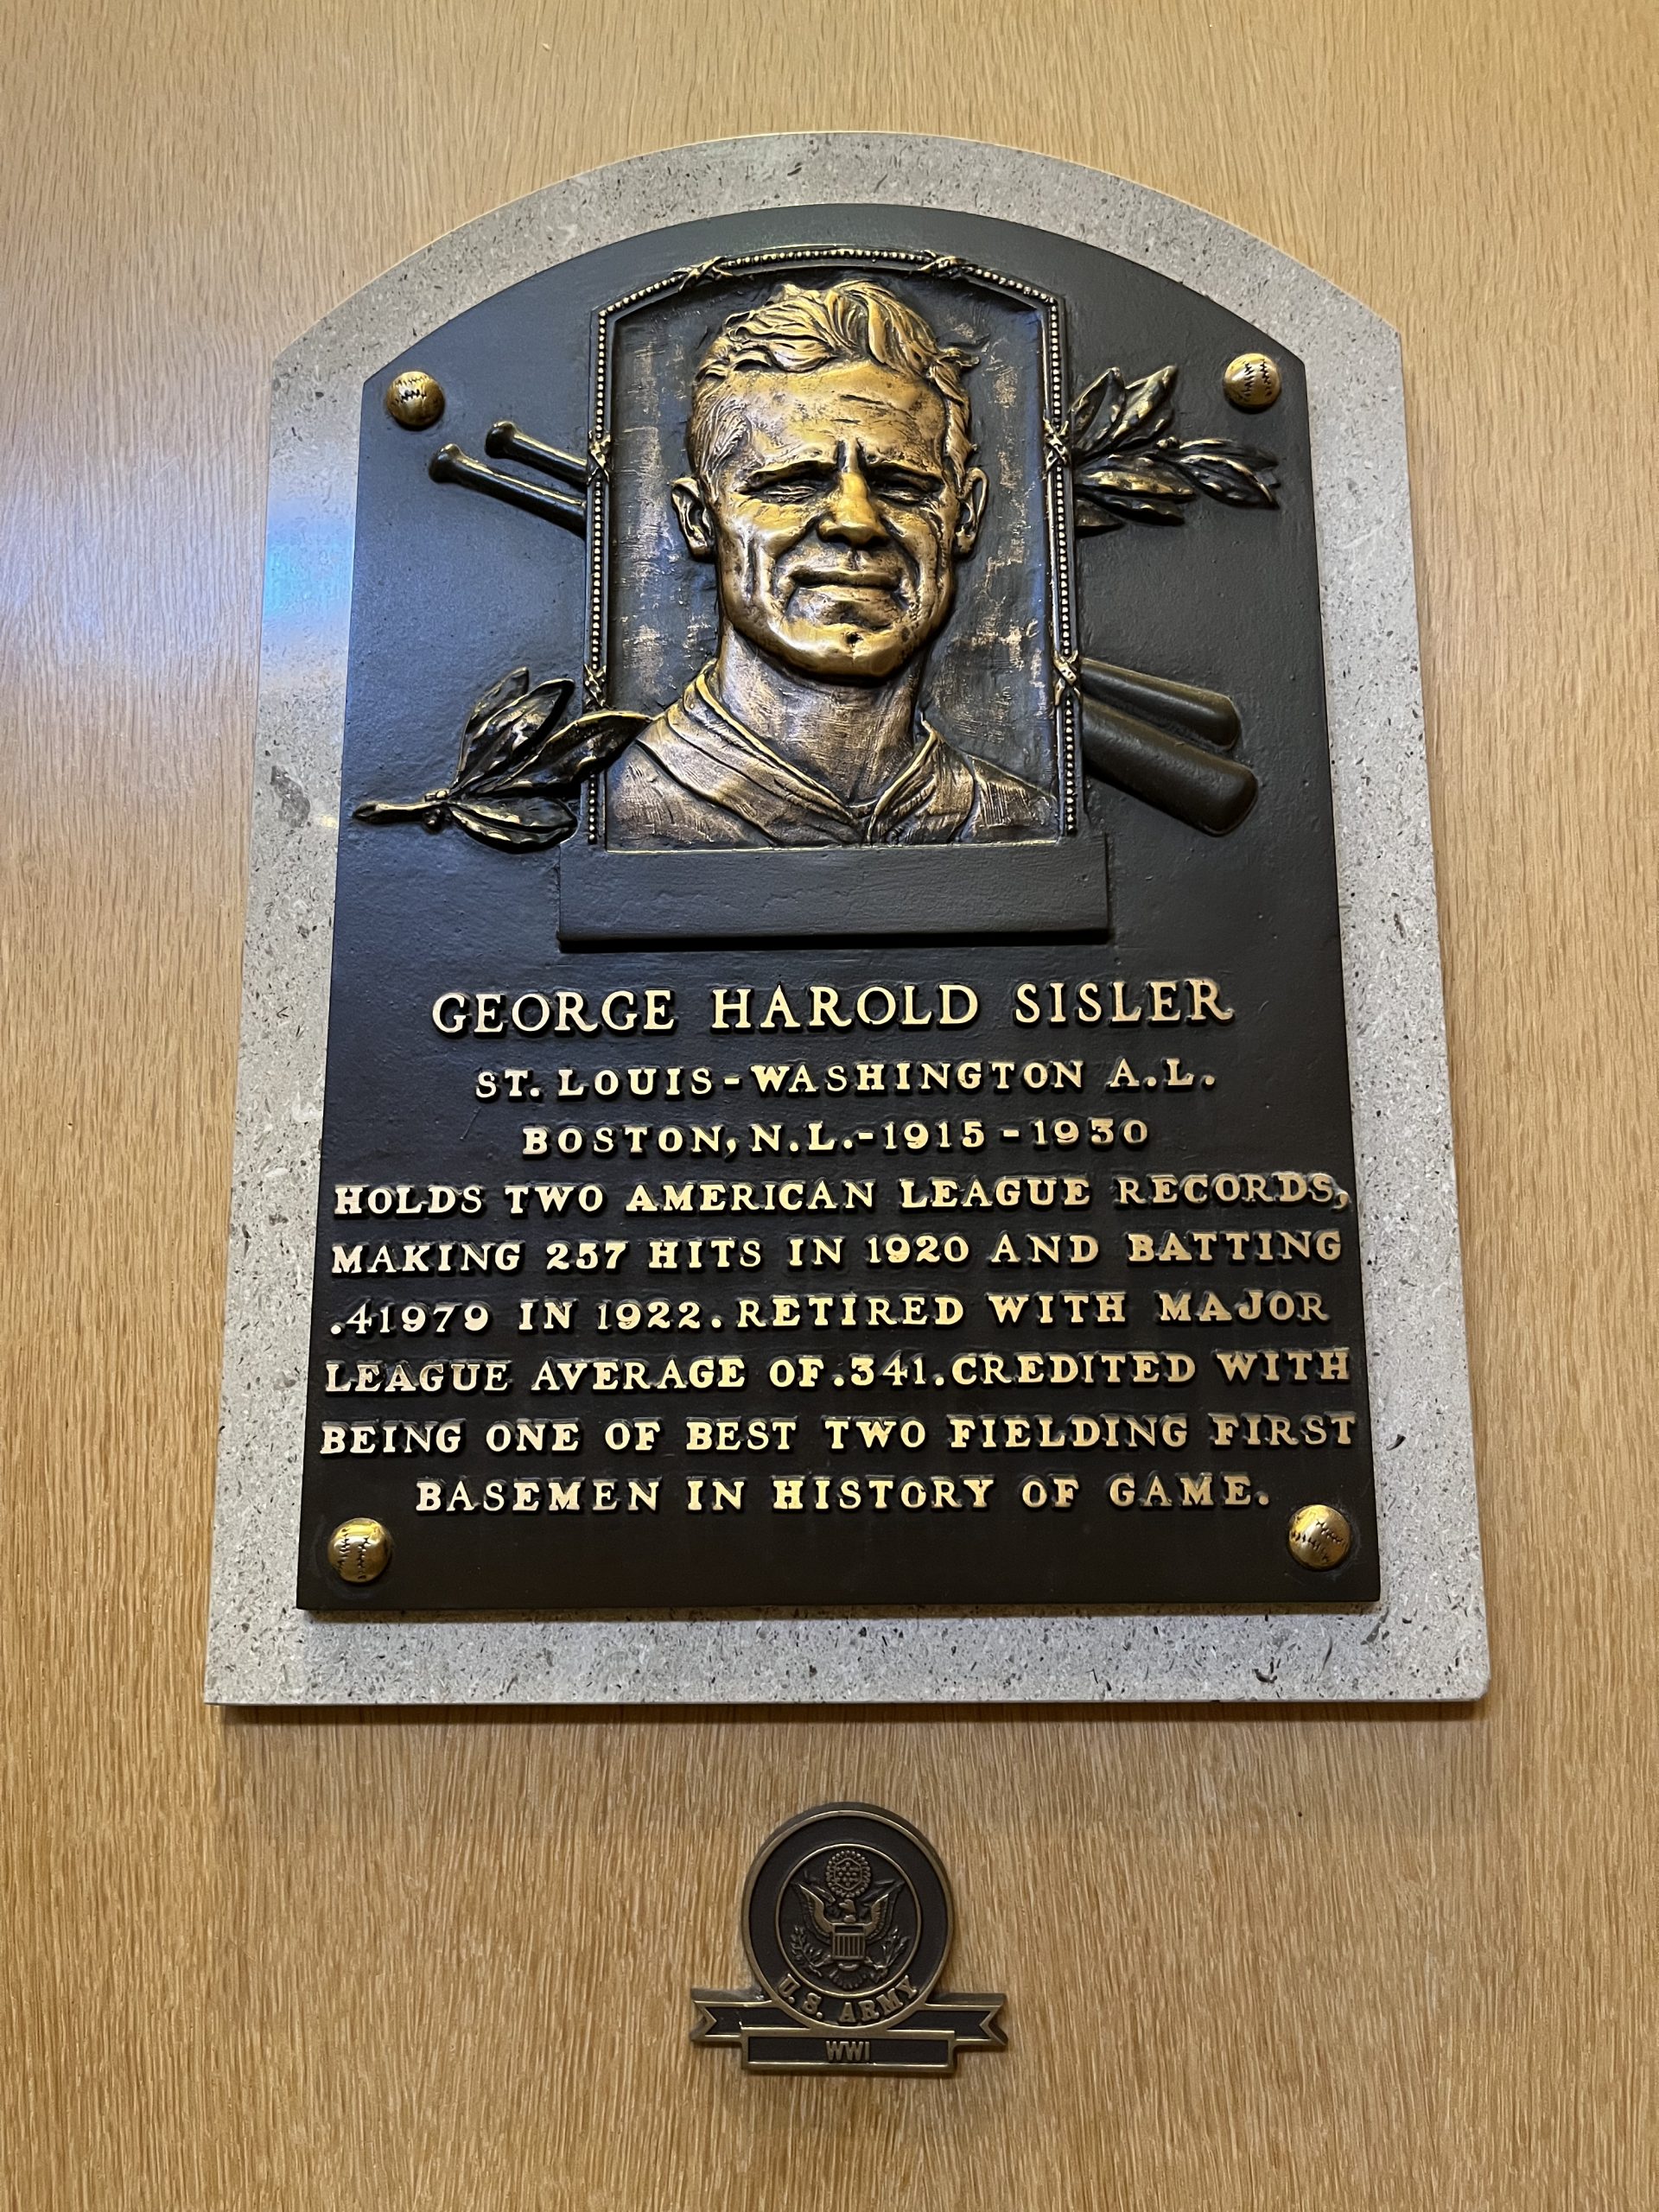 GEORGE HAROLD SISLER
ST. LOUIS-WASHINGTON A.L.
BOSTON, N.L.-1915-1930
HOLDS TWO AMERICAN LEAGUE RECORDS,
MAKING 257 HITS IN 1920 AND BATTING
.41979 IN 1922. RETIRED WITH MAJOR
LEAGUE AVERAGE OF .341. CREDITED WITH
BEING ONE OF BEST TWO FIELDING FIRST
BASEMEN IN HISTORY OF GAME.
U.S. ARMY
WWI